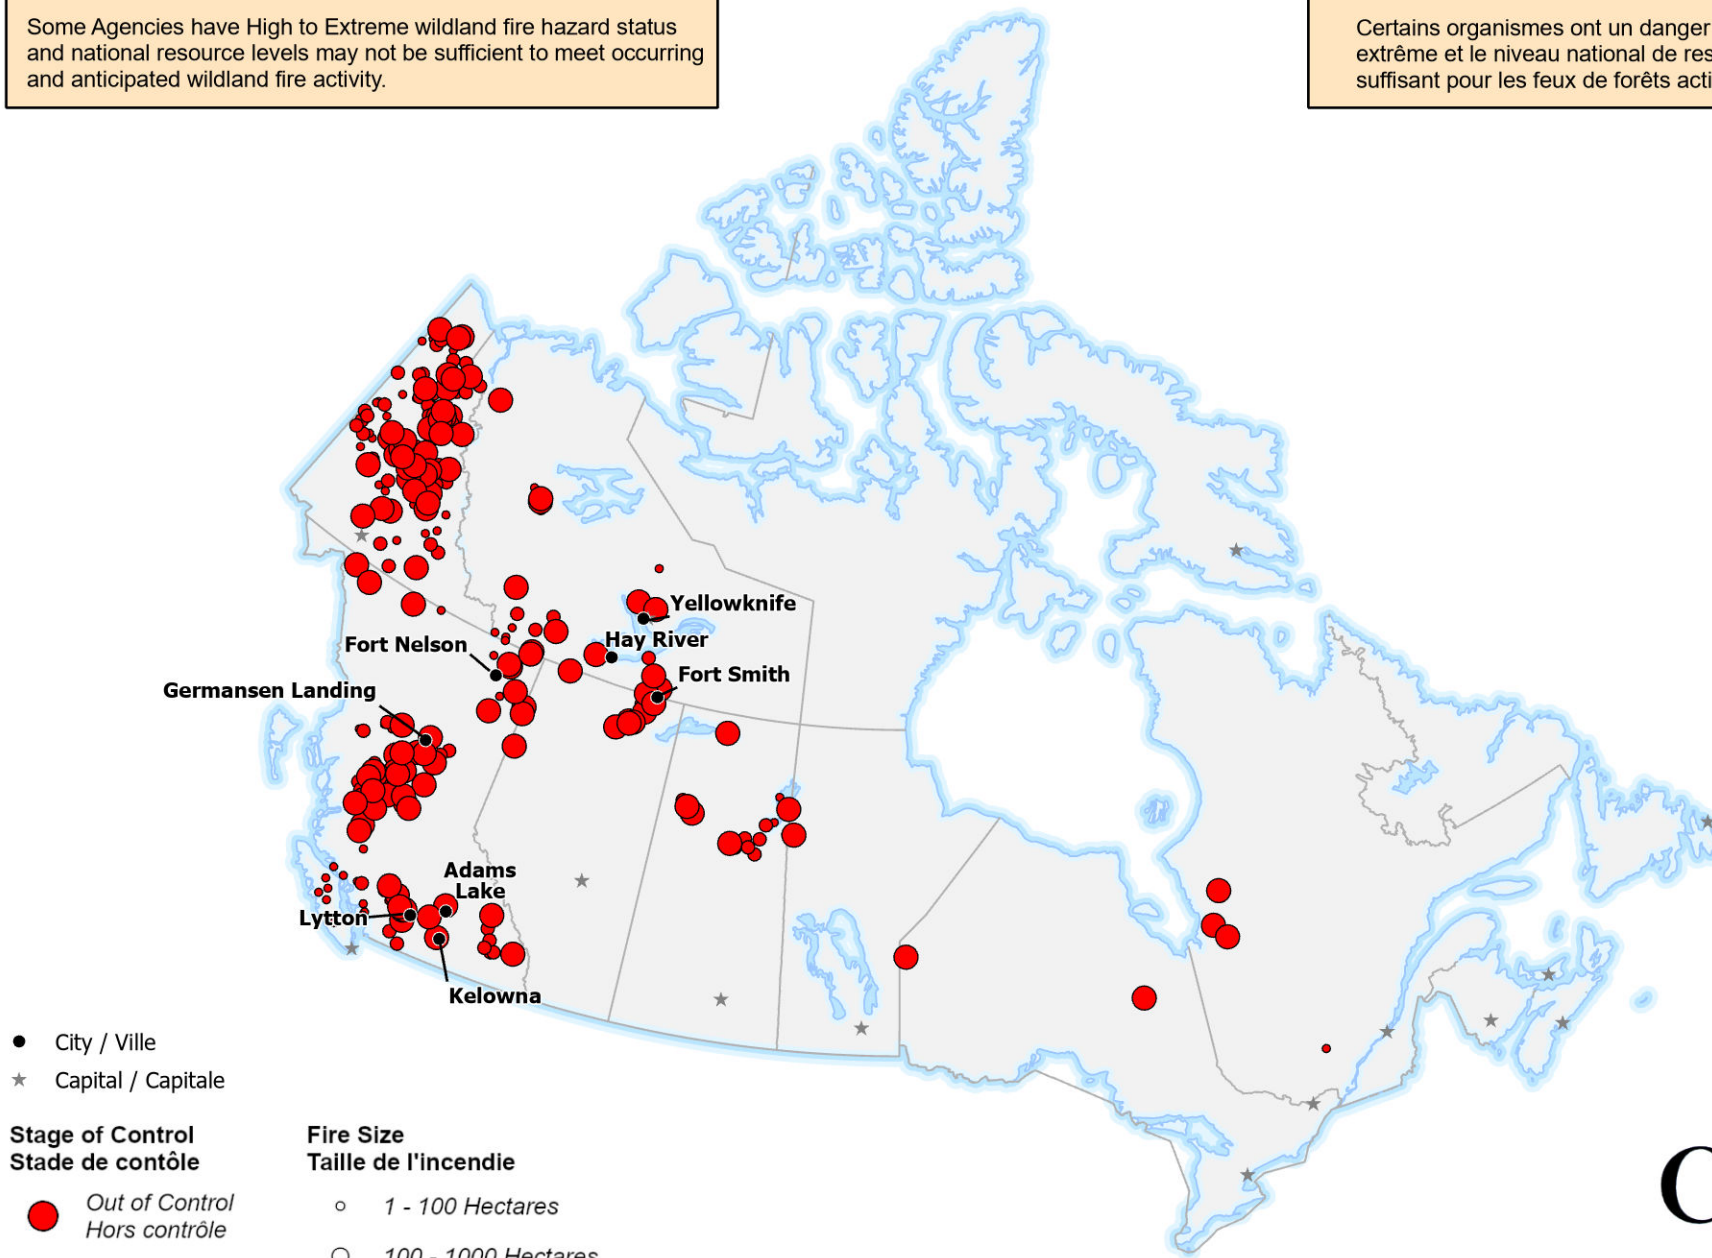 Some Agencies have High to Extreme wildland fire hazard status
and national resource levels may not be sufficient to meet occurring
and anticipated wildland fire activity.
Certains organismes ont un danger
extrême et le niveau national de res
suffisant pour les feux de forêts acti
Yellowknife
Hay River
Fort Nelson
Fort Smith
Germansen Landing
Adams
Lake
Lytton
Kelowna
City / Ville
Capital / Capitale
Stage of Control
Stade de contôle
Out of Control
Hors contrôle
Fire Size
Taille de l'incendie
1 - 100 Hectares
100 - 1000 Hectares
C